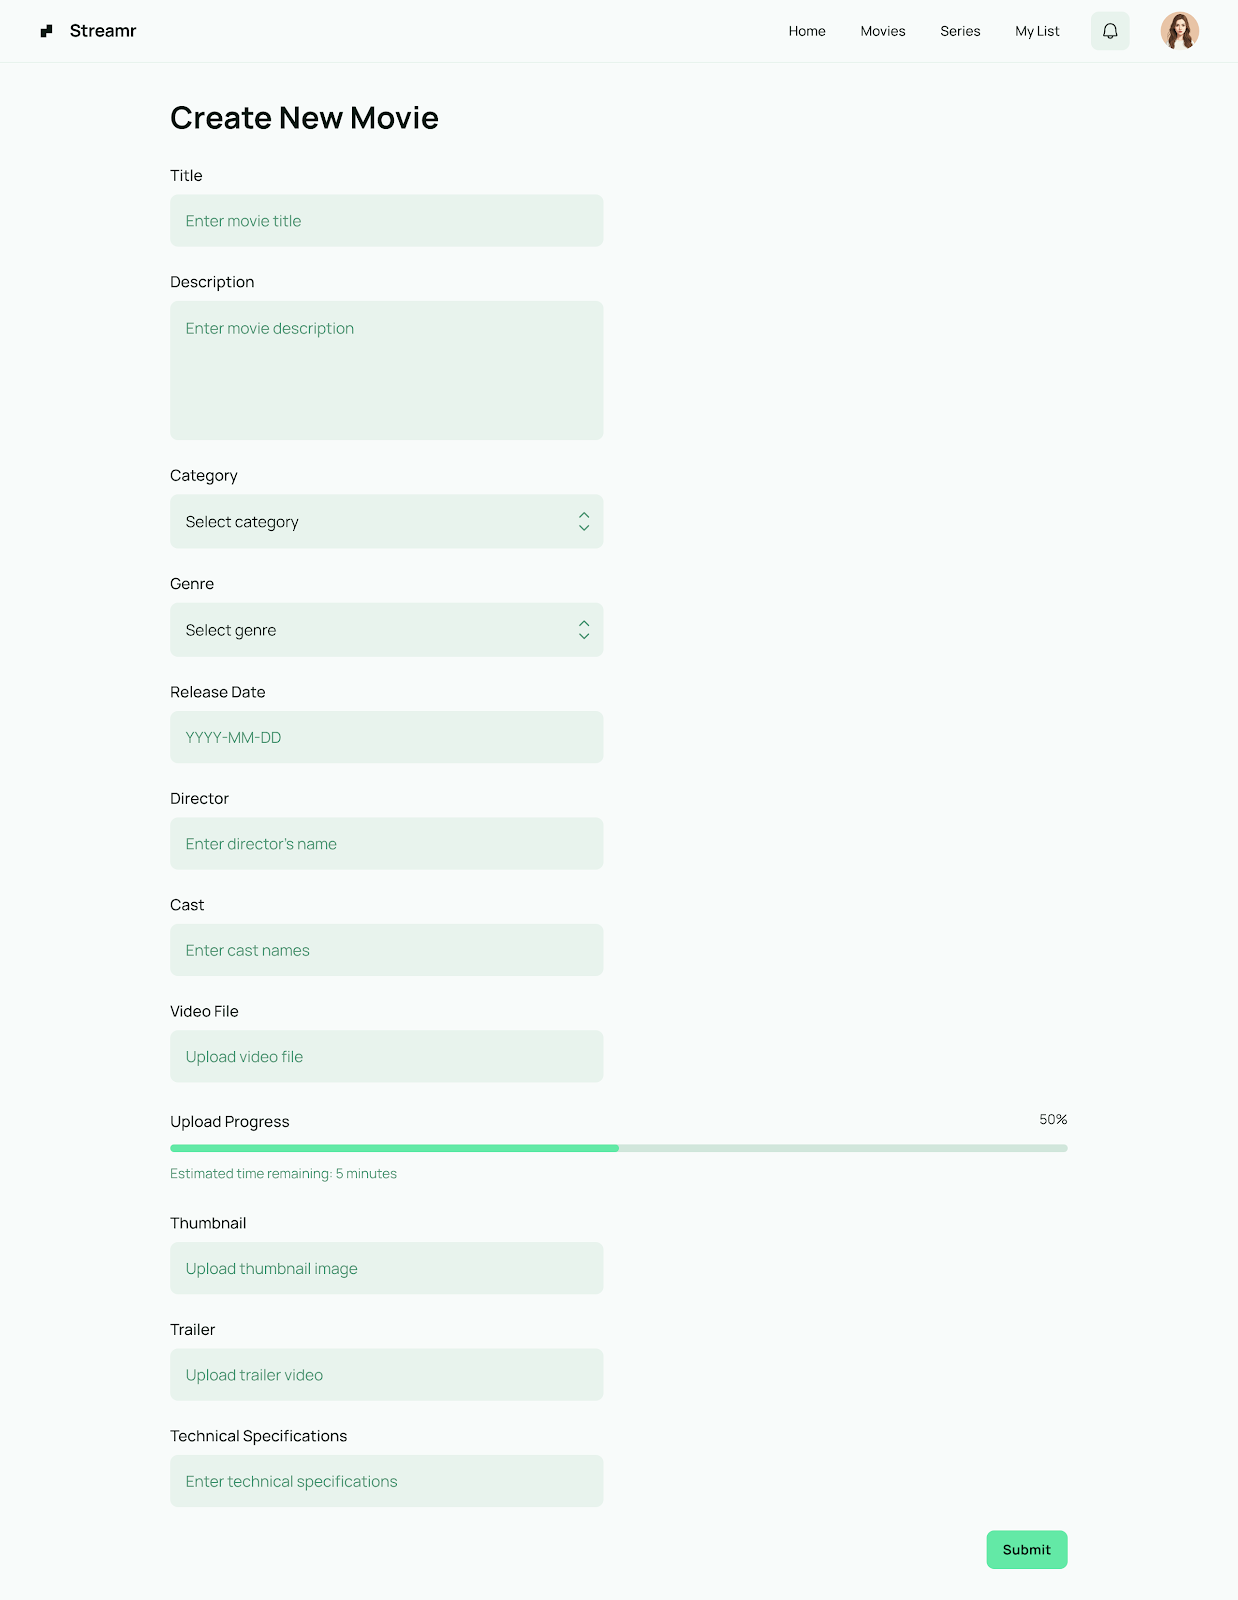 Streamr
Home Movies Series My List
Create New Movie
Title
Enter movie title
Description
Enter movie description
Category
Select category
Genre
Select genre
Release Date
YYYY-MM-DD
Director
Enter director's name
Cast
Enter cast names
Video File
Upload video file
Upload Progress 50%
Estimated time remaining: 5 minutes
Thumbnail
Upload thumbnail image
Trailer
Upload trailer video
Technical Specifications
Enter technical specifications
Submit